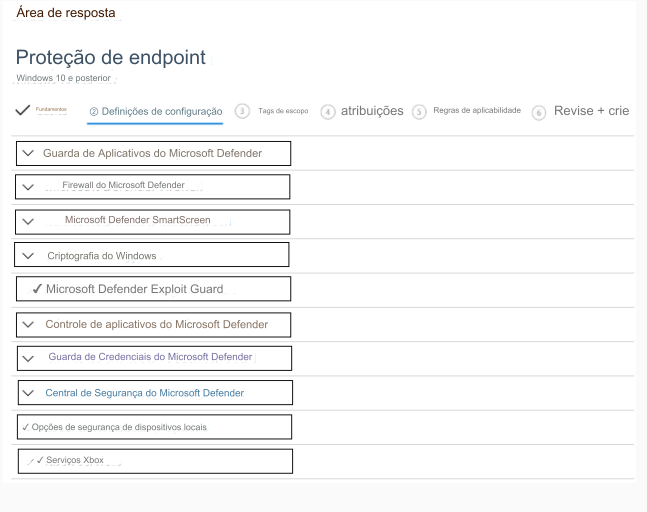 Área de resposta
Proteção de endpoint
Windows 10 e posterior
Fundamentos
2 Definições de configuração
3 Tags de escopo
4 atribuições
5 Regras de aplicabilidade
6 Revise + crie
Guarda de Aplicativos do Microsoft Defender
Firewall do Microsoft Defender
Microsoft Defender SmartScreen
Criptografia do Windows
✓ Microsoft Defender Exploit Guard
Controle de aplicativos do Microsoft Defender
Guarda de Credenciais do Microsoft Defender
Central de Segurança do Microsoft Defender
✓ Opções de segurança de dispositivos locais
✓ Serviços Xbox